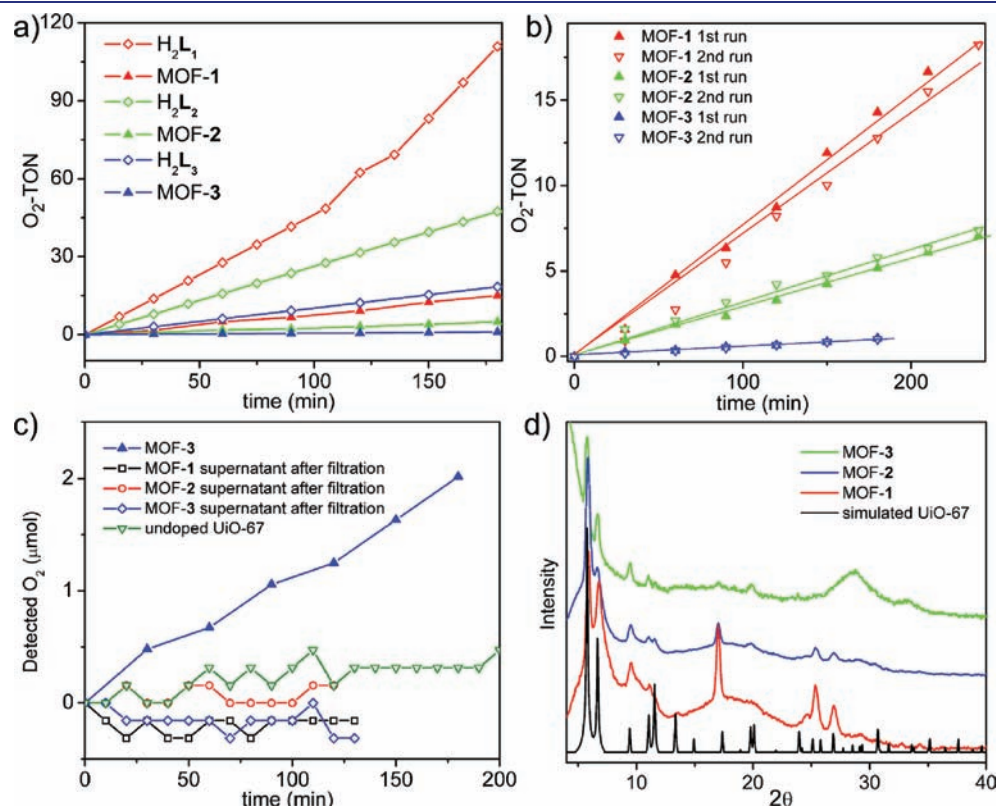 a)
120
90
60
30
0
O₂-TON
H₂L₁
MOF-1
H₂L₂
MOF-2
H₂L₃
MOF-3
0 50 100 150
time (min)
b)
15
10
5
0
O₂-TON
MOF-1 1st run
MOF-1 2nd run
MOF-2 1st run
MOF-2 2nd run
MOF-3 1st run
MOF-3 2nd run
0 100 200
time (min)
c)
2
1
0
Detected O₂ (μmol)
MOF-3
MOF-1 supernatant after filtration
MOF-2 supernatant after filtration
MOF-3 supernatant after filtration
undoped UiO-67
0 50 100 150 200
time (min)
d)
Intensity
MOF-3
MOF-2
MOF-1
simulated UiO-67
10 20 30 40
2θ